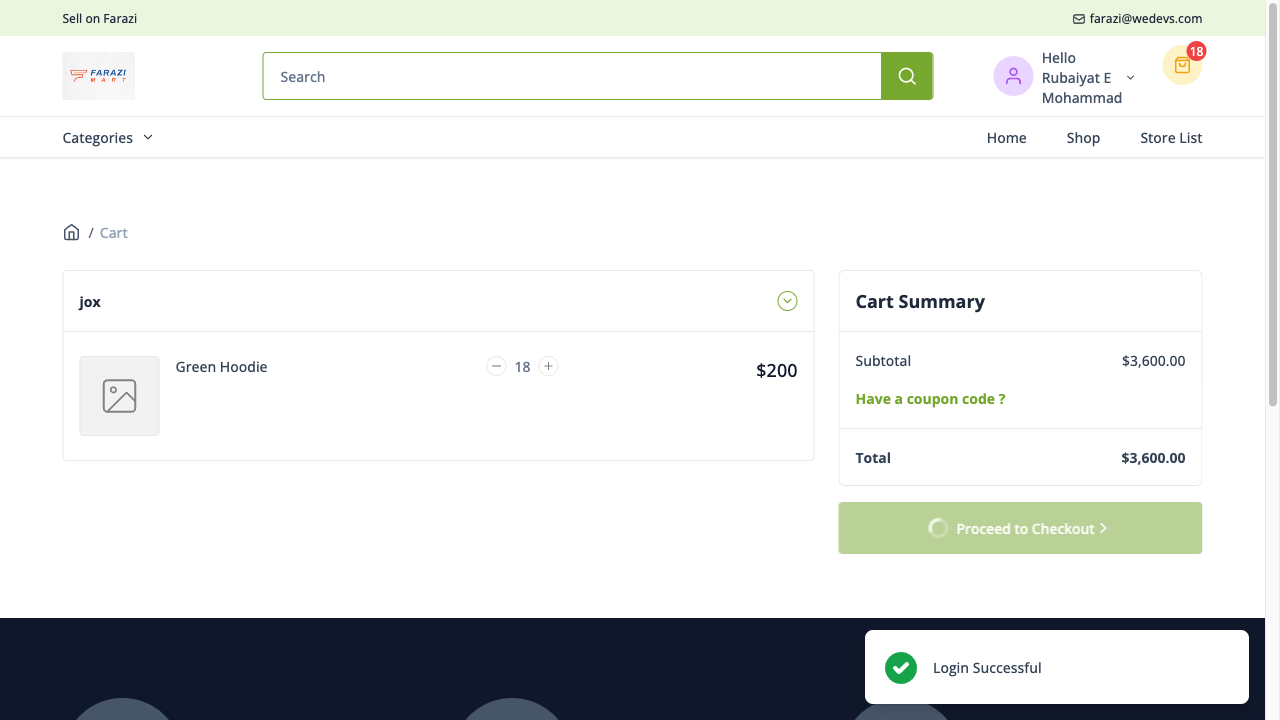 Sell on Farazi
farazi@wedevs.com
FARAZI
MART
Search
Hello
Rubaiyat E
Mohammad
18
Categories
Home
Shop
Store List
/ Cart
jox
Green Hoodie
18
$200
Cart Summary
Subtotal
$3,600.00
Have a coupon code ?
Total
$3,600.00
Proceed to Checkout
Login Successful